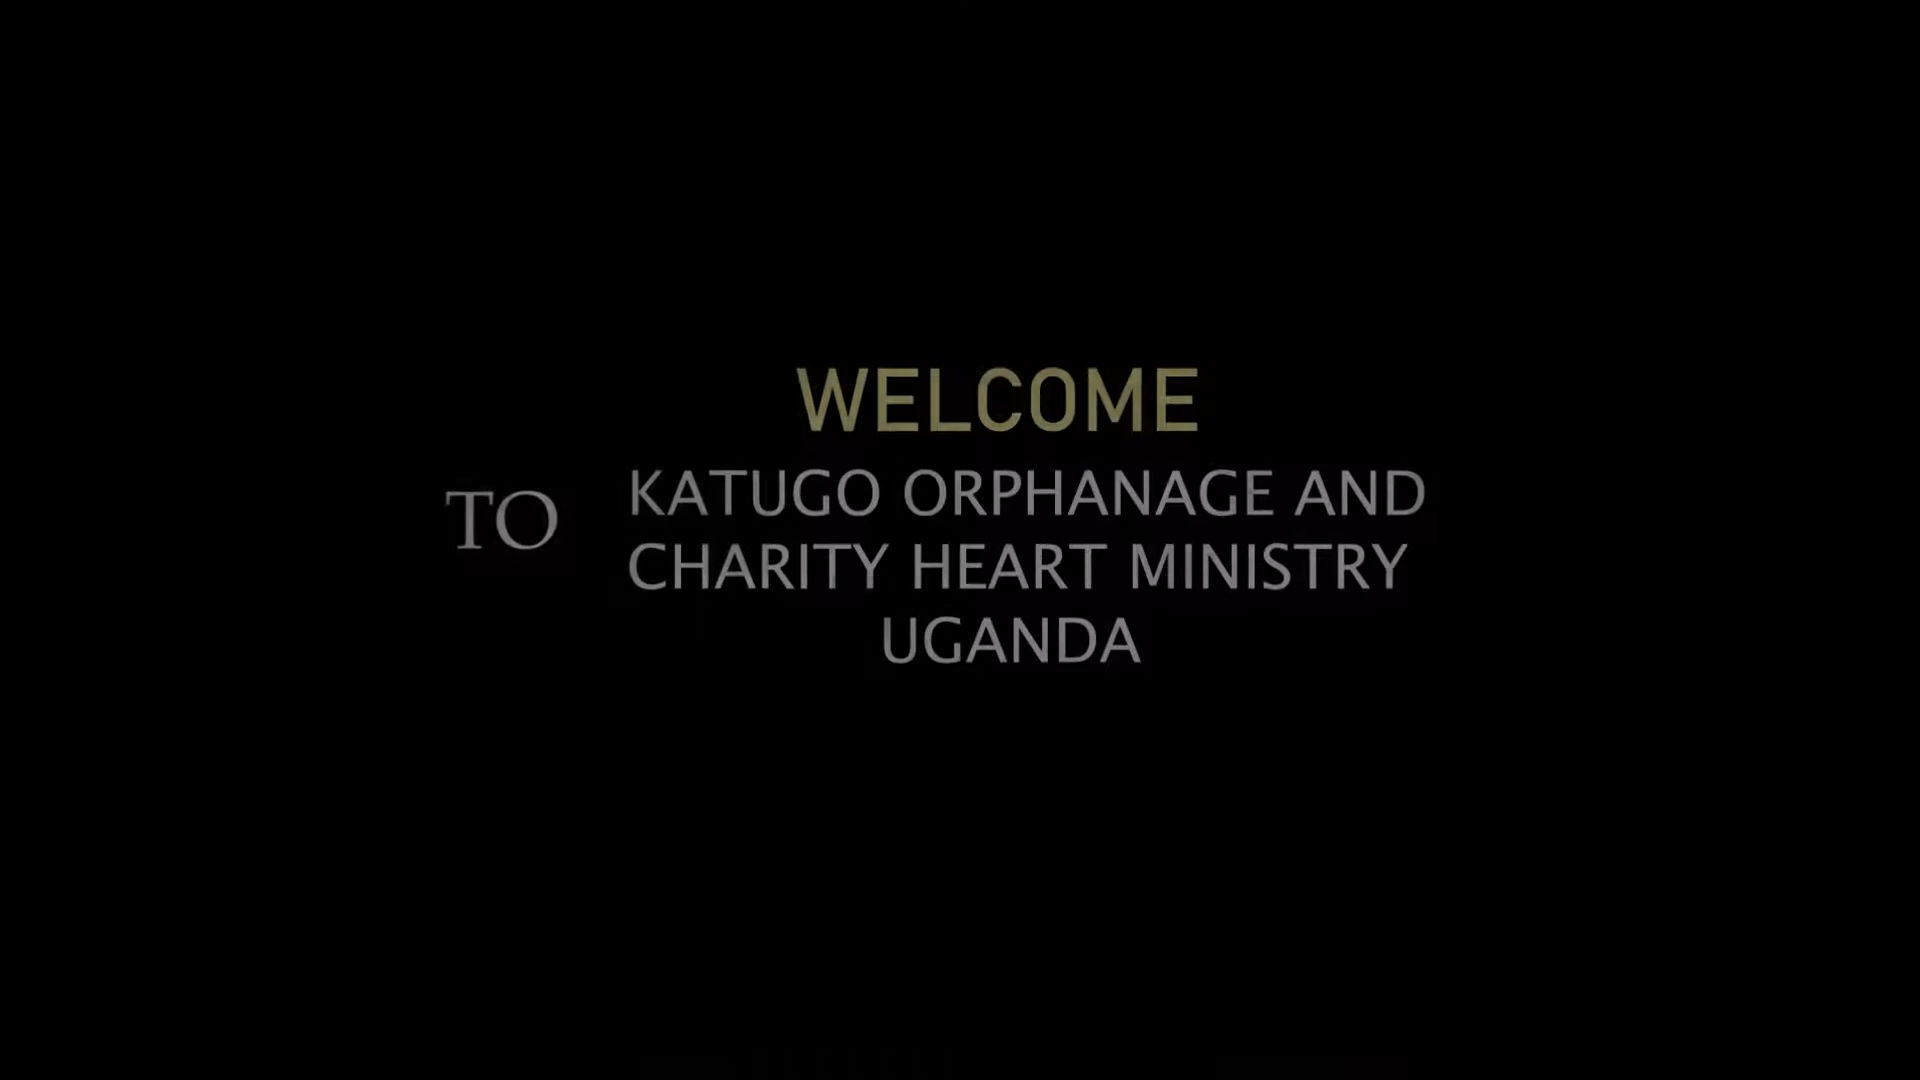 WELCOME
TO
KATUGO ORPHANAGE AND
CHARITY HEART MINISTRY
UGANDA